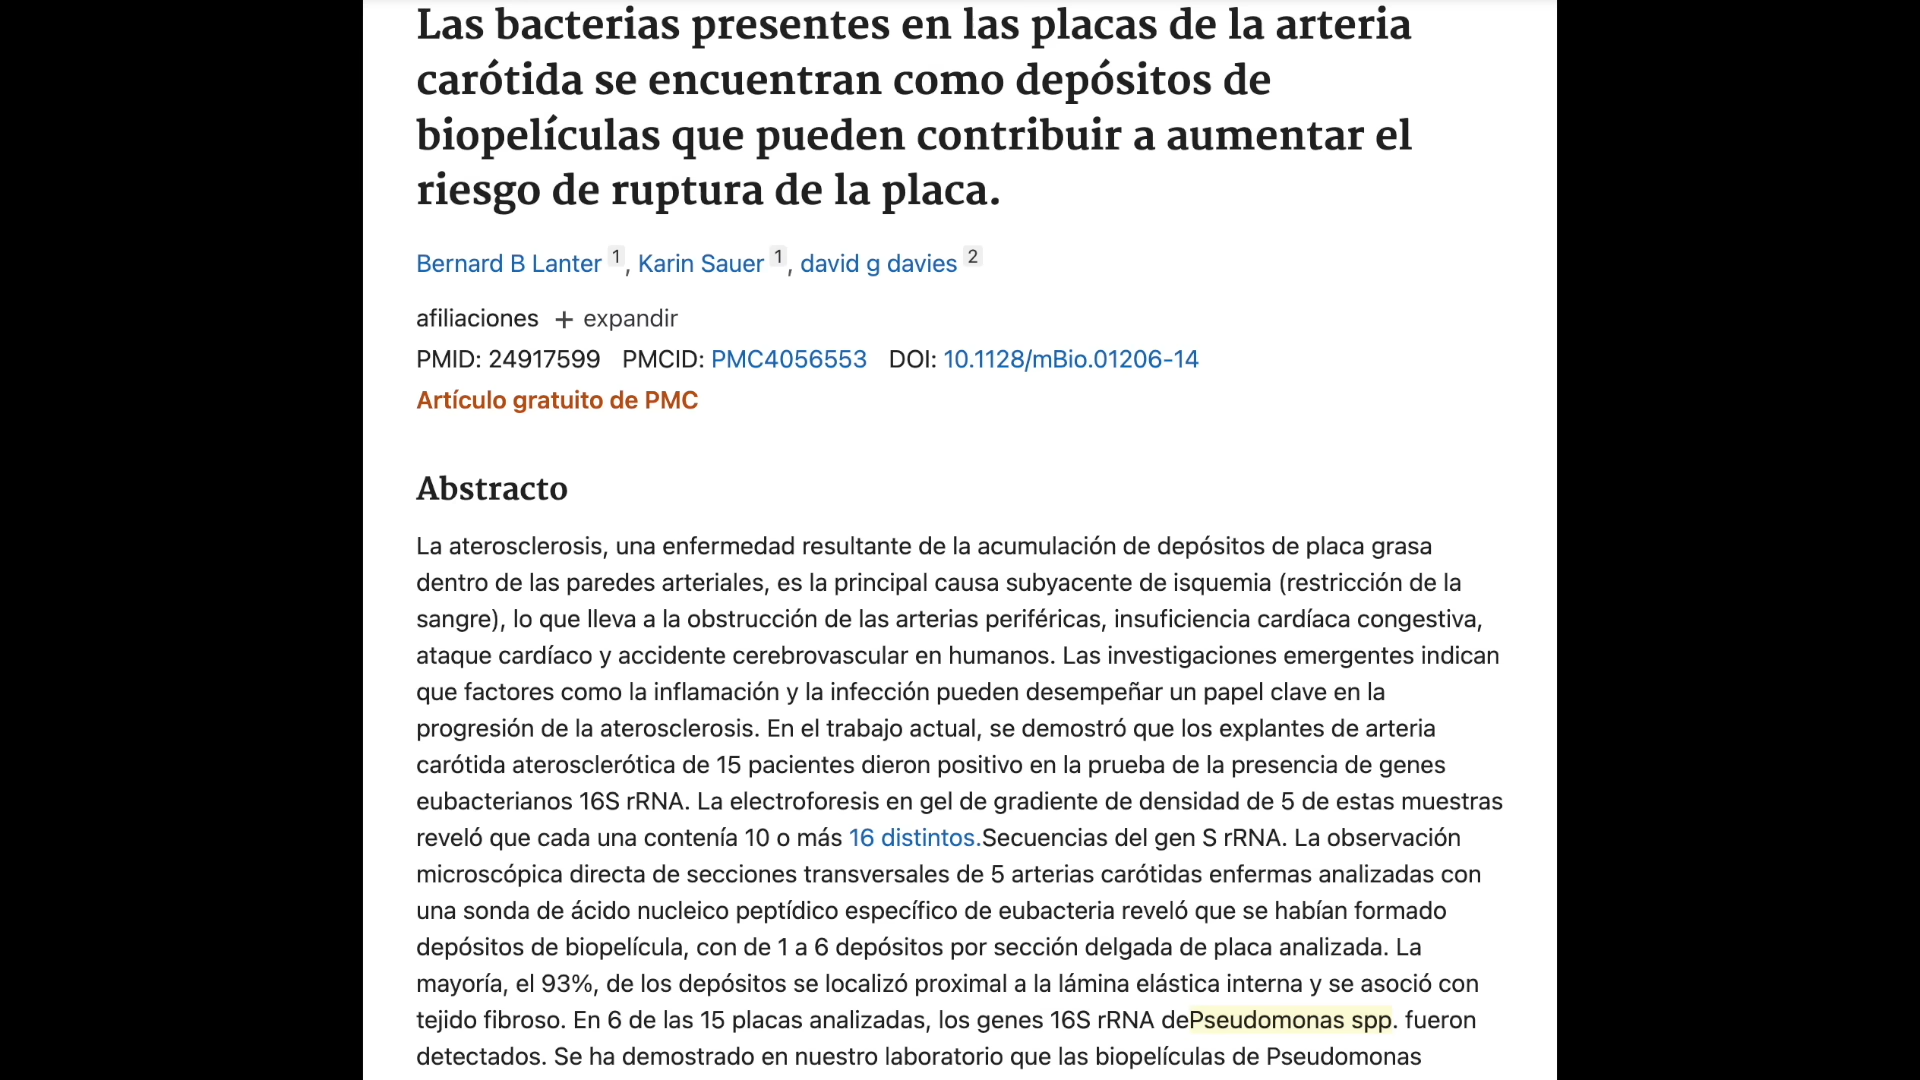 Las bacterias presentes en las placas de la arteria
carótida se encuentran como depósitos de
biopelículas que pueden contribuir a aumentar el
riesgo de ruptura de la placa.
Bernard B Lanter 1, Karin Sauer 1, david g davies 2
afiliaciones + expandir
PMID: 24917599 PMCID: PMC4056553 DOI: 10.1128/mBio.01206-14
Artículo gratuito de PMC
Abstracto
La aterosclerosis, una enfermedad resultante de la acumulación de depósitos de placa grasa
dentro de las paredes arteriales, es la principal causa subyacente de isquemia (restricción de la
sangre), lo que lleva a la obstrucción de las arterias periféricas, insuficiencia cardíaca congestiva,
ataque cardíaco y accidente cerebrovascular en humanos. Las investigaciones emergentes indican
que factores como la inflamación y la infección pueden desempeñar un papel clave en la
progresión de la aterosclerosis. En el trabajo actual, se demostró que los explantes de arteria
carótida aterosclerótica de 15 pacientes dieron positivo en la prueba de la presencia de genes
eubacterianos 16S rRNA. La electroforesis en gel de gradiente de densidad de 5 de estas muestras
reveló que cada una contenía 10 o más 16 distintos.Secuencias del gen S rRNA. La observación
microscópica directa de secciones transversales de 5 arterias carótidas enfermas analizadas con
una sonda de ácido nucleico peptídico específico de eubacteria reveló que se habían formado
depósitos de biopelícula, con de 1 a 6 depósitos por sección delgada de placa analizada. La
mayoría, el 93%, de los depósitos se localizó proximal a la lámina elástica interna y se asoció con
tejido fibroso. En 6 de las 15 placas analizadas, los genes 16S rRNA dePseudomonas spp. fueron
detectados. Se ha demostrado en nuestro laboratorio que las biopelículas de Pseudomonas